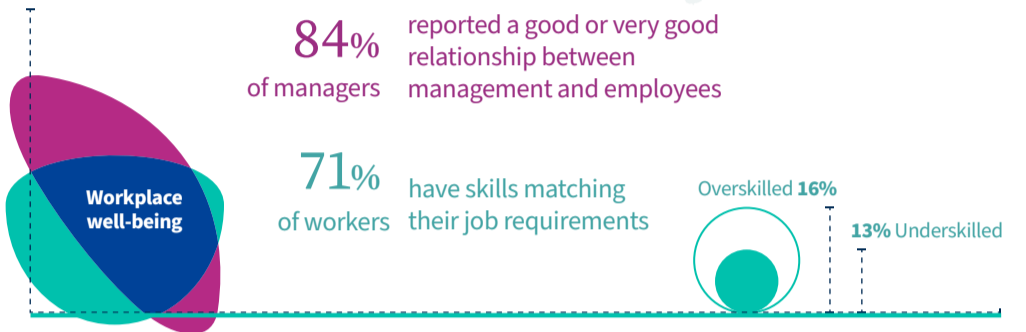 84%
of managers
reported a good or very good
relationship between
management and employees
Workplace
well-being
71%
of workers
have skills matching
their job requirements
Overskilled 16%
13% Underskilled